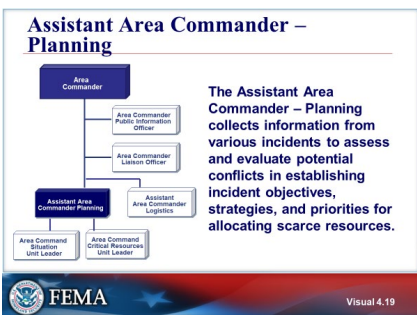 Assistant Area Commander –
Planning
Area
Commander
Area Commander
Public Information
Officer
Area Commander
Liaison Officer
Assistant Area
Commander Planning
Assistant
Area Commander
Logistics
Area Command
Situation
Unit Leader
Area Command
Critical Resources
Unit Leader
The Assistant Area
Commander – Planning
collects information from
various incidents to assess
and evaluate potential
conflicts in establishing
incident objectives,
strategies, and priorities for
allocating scarce resources.
FEMA
Visual 4.19